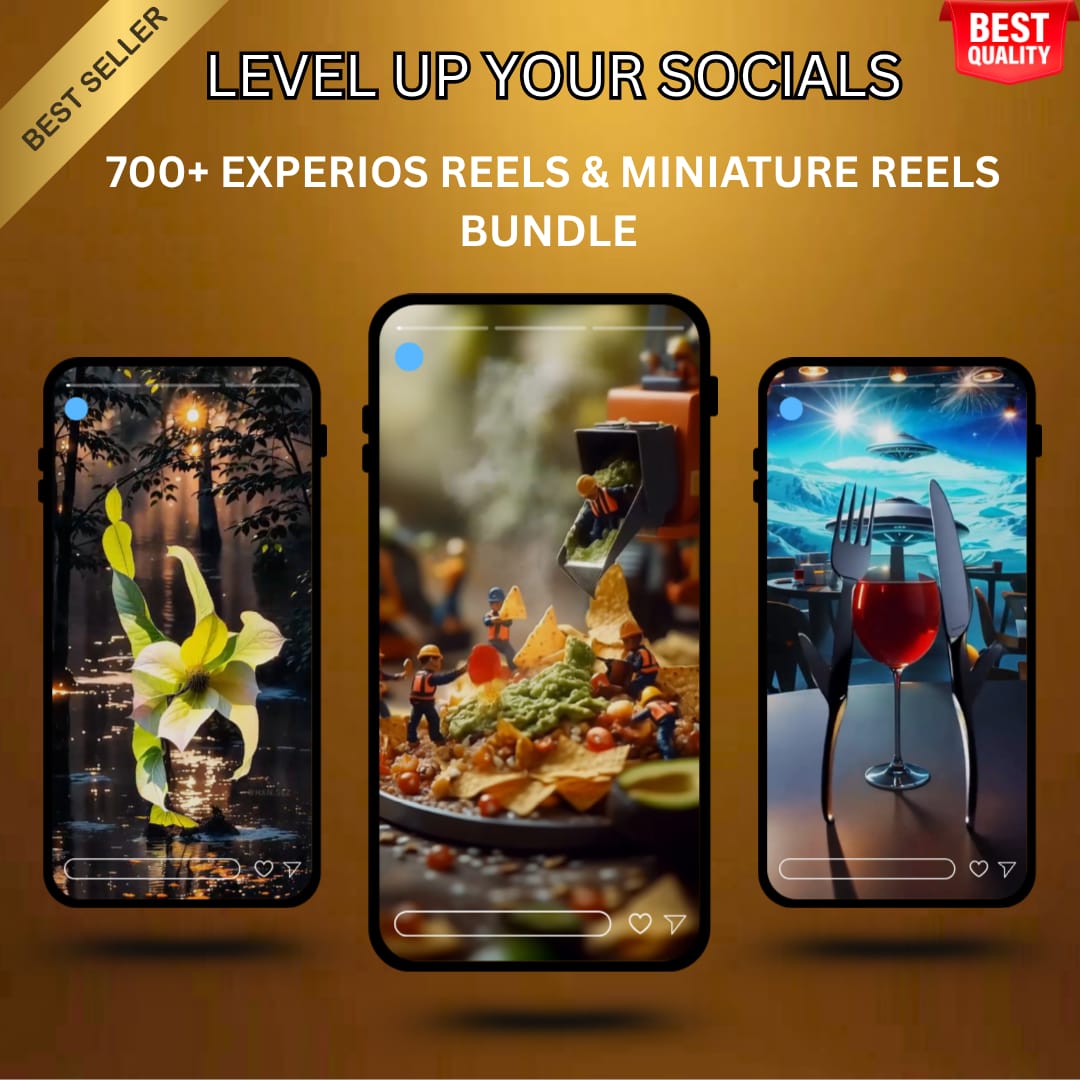 BEST SELLER
BEST
QUALITY
LEVEL UP YOUR SOCIALS
700+ EXPERIOS REELS & MINIATURE REELS
BUNDLE